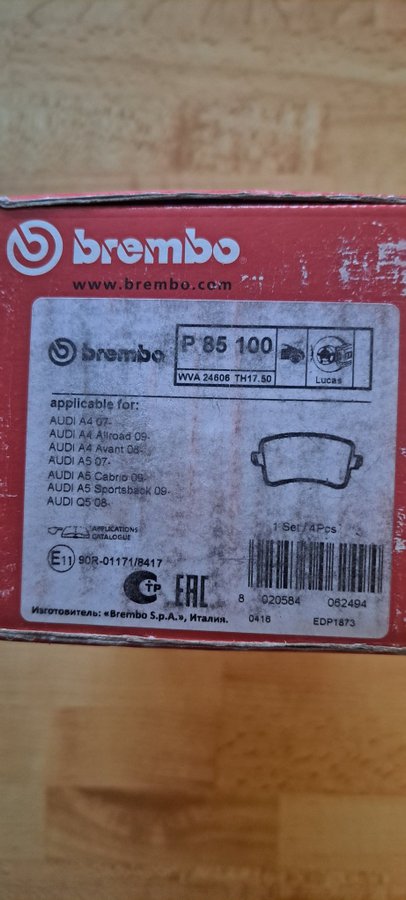 brembo
www.brembo.com
brembo
P 85 100
WVA 24606 TH17.50
Lucas
applicable for:
AUDI A4 07-
AUDI A4 Allroad 09-
AUDI A4 Avant 08-
AUDI A5 07-
AUDI A5 Cabrio 09-
AUDI A5 Sportsback 09-
AUDI Q5 08-
APPLICATIONS
CATALOGUE
1 Set / 4Pcs
E11 90R-01171/8417
СТР EAC
8 020584 062494
Изготовитель: «Brembo S.p.A.», Италия.
0416 EDP1873